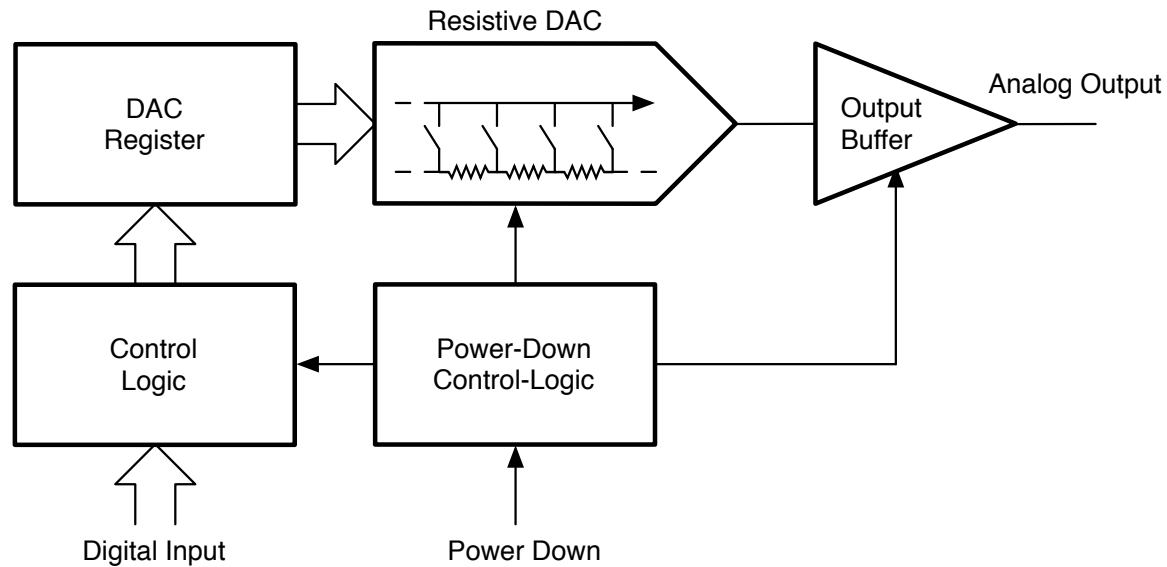 Resistive DAC
DAC
Register
Output
Buffer
Analog Output
Control
Logic
Power-Down
Control-Logic
Digital Input
Power Down